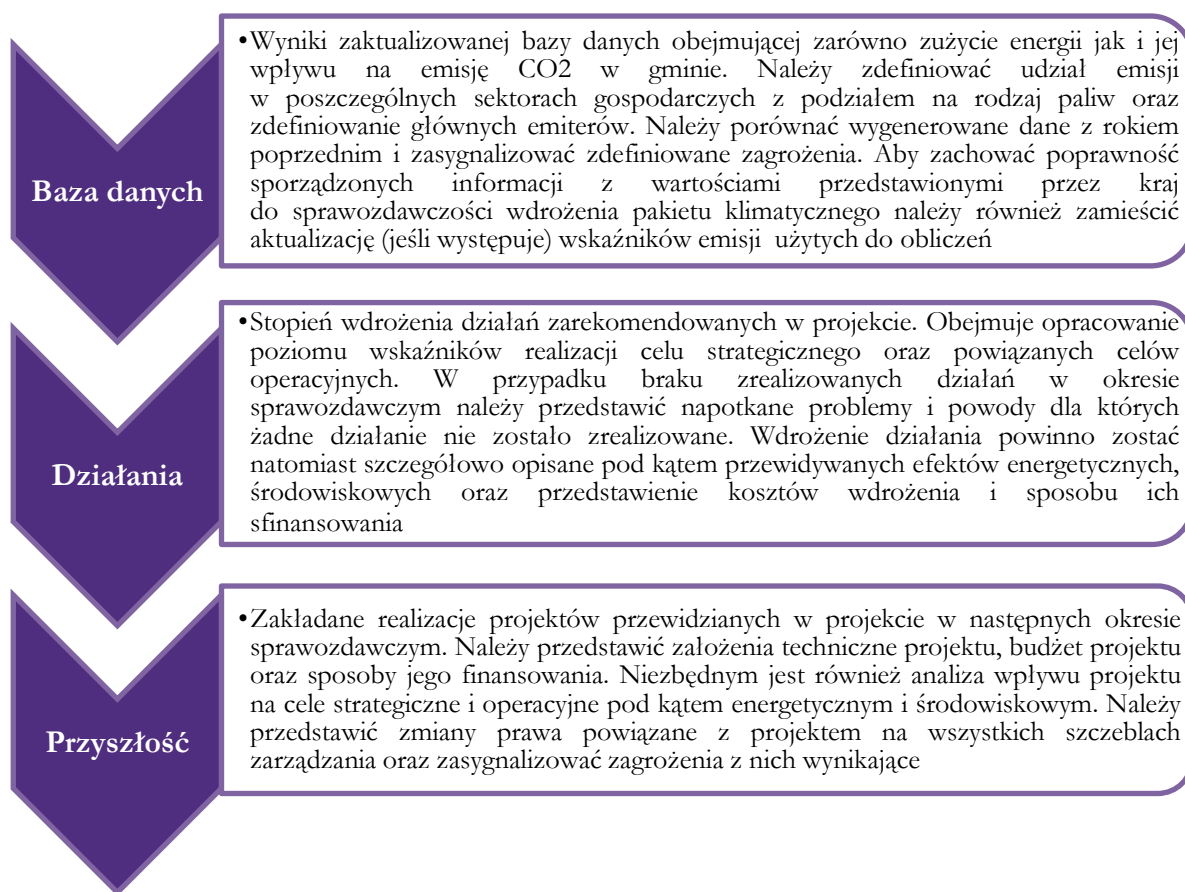 Baza danych
•Wyniki zaktualizowanej bazy danych obejmującej zarówno zużycie energii jak i jej
wpływu na emisję CO2 w gminie. Należy zdefiniować udział emisji
w poszczególnych sektorach gospodarczych z podziałem na rodzaj paliw oraz
zdefiniowanie głównych emiterów. Należy porównać wygenerowane dane z rokiem
poprzednim i zasygnalizować zdefiniowane zagrożenia. Aby zachować poprawność
sporządzonych informacji z wartościami przedstawionymi przez kraj
do sprawozdawczości wdrożenia pakietu klimatycznego należy również zamieścić
aktualizację (jeśli występuje) wskaźników emisji użytych do obliczeń
Działania
•Stopień wdrożenia działań zarekomendowanych w projekcie. Obejmuje opracowanie
poziomu wskaźników realizacji celu strategicznego oraz powiązanych celów
operacyjnych. W przypadku braku zrealizowanych działań w okresie
sprawozdawczym należy przedstawić napotkane problemy i powody dla których
żadne działanie nie zostało zrealizowane. Wdrożenie działania powinno zostać
natomiast szczegółowo opisane pod kątem przewidywanych efektów energetycznych,
środowiskowych oraz przedstawienie kosztów wdrożenia i sposobu ich
sfinansowania
Przyszłość
•Zakładane realizacje projektów przewidzianych w projekcie w następnych okresie
sprawozdawczym. Należy przedstawić założenia techniczne projektu, budżet projektu
oraz sposoby jego finansowania. Niezbędnym jest również analiza wpływu projektu
na cele strategiczne i operacyjne pod kątem energetycznym i środowiskowym. Należy
przedstawić zmiany prawa powiązane z projektem na wszystkich szczeblach
zarządzania oraz zasygnalizować zagrożenia z nich wynikające